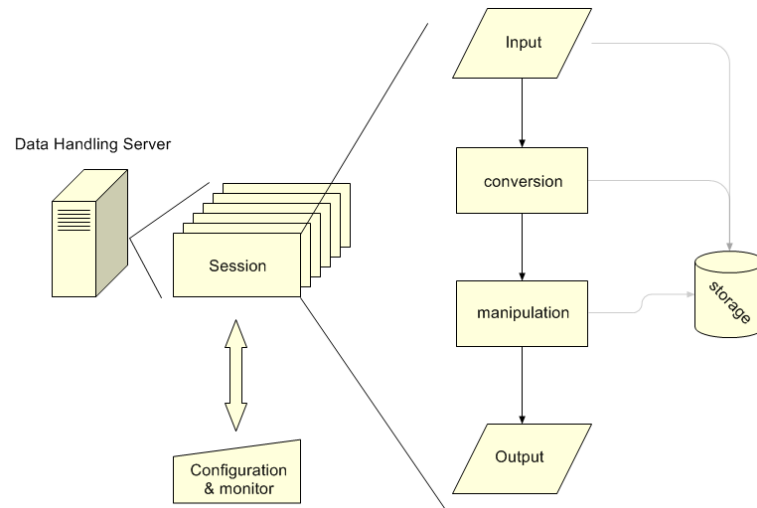 Data Handling Server
Session
Configuration
& monitor
Input
conversion
manipulation
Output
storage